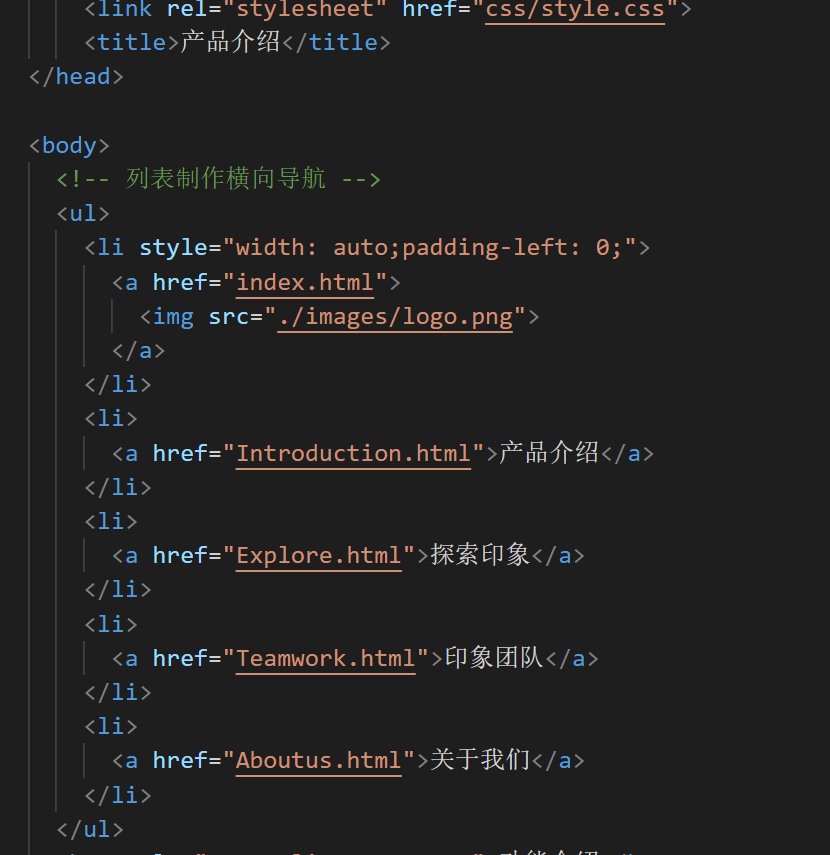 <link rel="stylesheet" href="css/style.css">
<title>产品介绍</title>
</head>
<body>
<!-- 列表制作横向导航 -->
<ul>
<li style="width: auto;padding-left: 0;">
<a href="index.html">
<img src="./images/logo.png">
</a>
</li>
<li>
<a href="Introduction.html">产品介绍</a>
</li>
<li>
<a href="Explore.html">探索印象</a>
</li>
<li>
<a href="Teamwork.html">印象团队</a>
</li>
<li>
<a href="Aboutus.html">关于我们</a>
</li>
</ul>